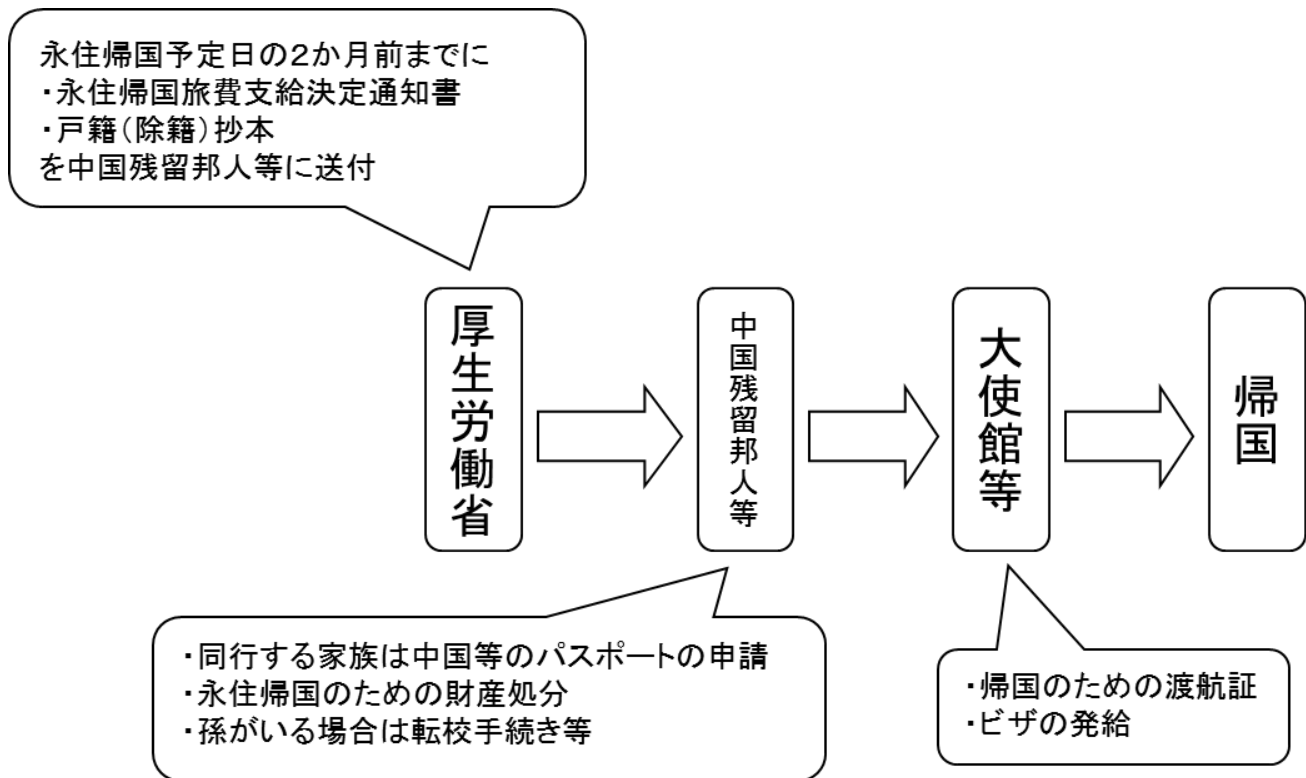 永住帰国予定日の2か月前までに
・永住帰国旅費支給決定通知書
・戸籍(除籍)抄本
を中国残留邦人等に送付
厚生労働省
中国残留邦人等
大使館等
帰国
・同行する家族は中国等のパスポートの申請
・永住帰国のための財産処分
・孫がいる場合は転校手続き等
・帰国のための渡航証
・ビザの発給